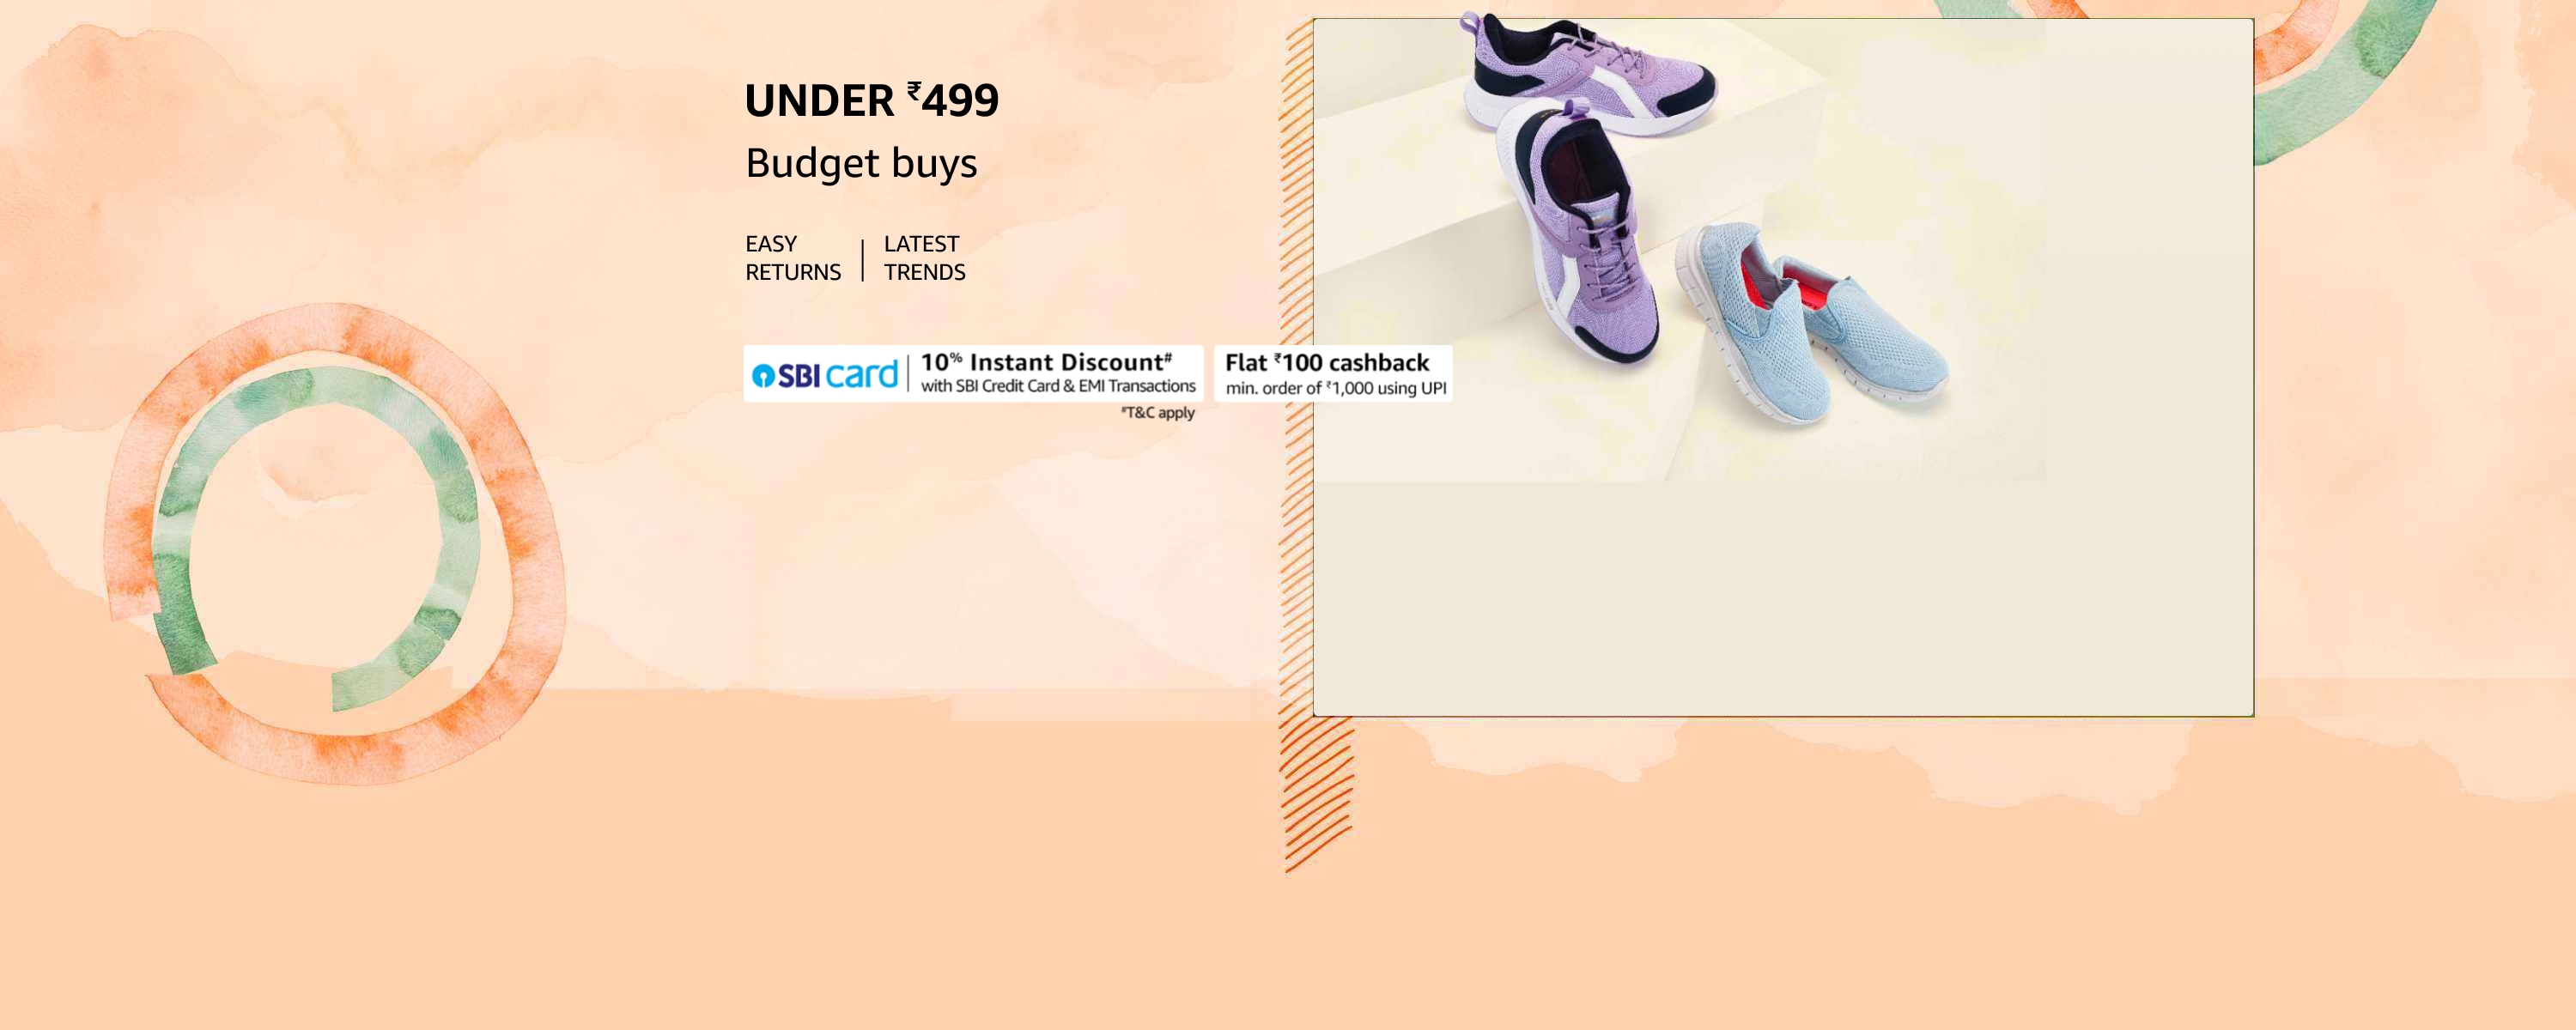 UNDER ₹499
Budget buys
EASY RETURNS | LATEST TRENDS
SBI card | 10% Instant Discount#
with SBI Credit Card & EMI Transactions
#T&C apply
Flat ₹100 cashback
min. order of ₹1,000 using UPI